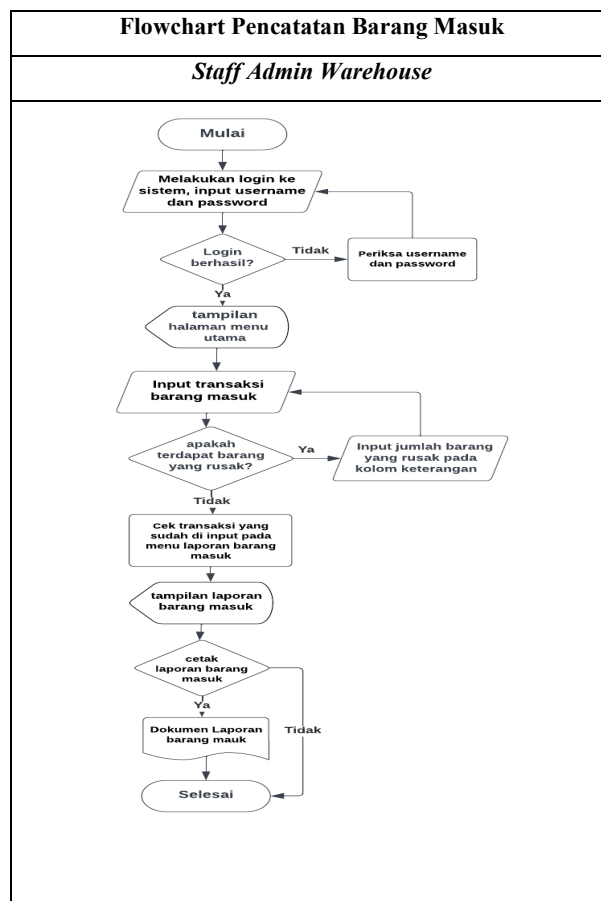 Flowchart Pencatatan Barang Masuk
Staff Admin Warehouse
Mulai
Melakukan login ke
sistem, input username
dan password
Login
berhasil?
Tidak
Periksa username
dan password
Ya
tampilan
halaman menu
utama
Input transaksi
barang masuk
apakah
terdapat barang
yang rusak?
Ya
Input jumlah barang
yang rusak pada
kolom keterangan
Tidak
Cek transaksi yang
sudah di input pada
menu laporan barang
masuk
tampilan laporan
barang masuk
cetak
laporan barang
masuk
Ya
Tidak
Dokumen Laporan
barang mauk
Selesai